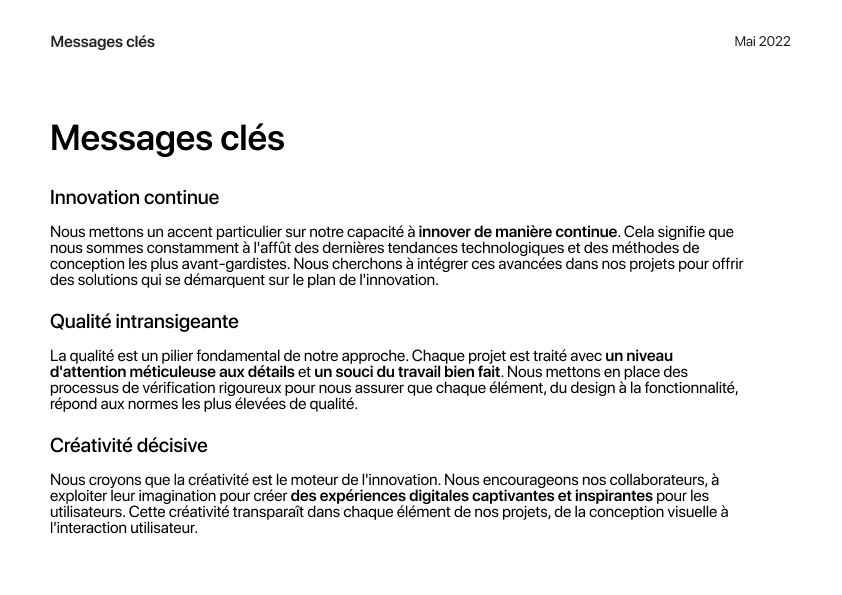 Messages clés
Mai 2022
Messages clés
Innovation continue
Nous mettons un accent particulier sur notre capacité à innover de manière continue. Cela signifie que
nous sommes constamment à l'affût des dernières tendances technologiques et des méthodes de
conception les plus avant-gardistes. Nous cherchons à intégrer ces avancées dans nos projets pour offrir
des solutions qui se démarquent sur le plan de l'innovation.
Qualité intransigeante
La qualité est un pilier fondamental de notre approche. Chaque projet est traité avec un niveau
d'attention méticuleuse aux détails et un souci du travail bien fait. Nous mettons en place des
processus de vérification rigoureux pour nous assurer que chaque élément, du design à la fonctionnalité,
répond aux normes les plus élevées de qualité.
Créativité décisive
Nous croyons que la créativité est le moteur de l'innovation. Nous encourageons nos collaborateurs, à
exploiter leur imagination pour créer des expériences digitales captivantes et inspirantes pour les
utilisateurs. Cette créativité transparaît dans chaque élément de nos projets, de la conception visuelle à
l'interaction utilisateur.